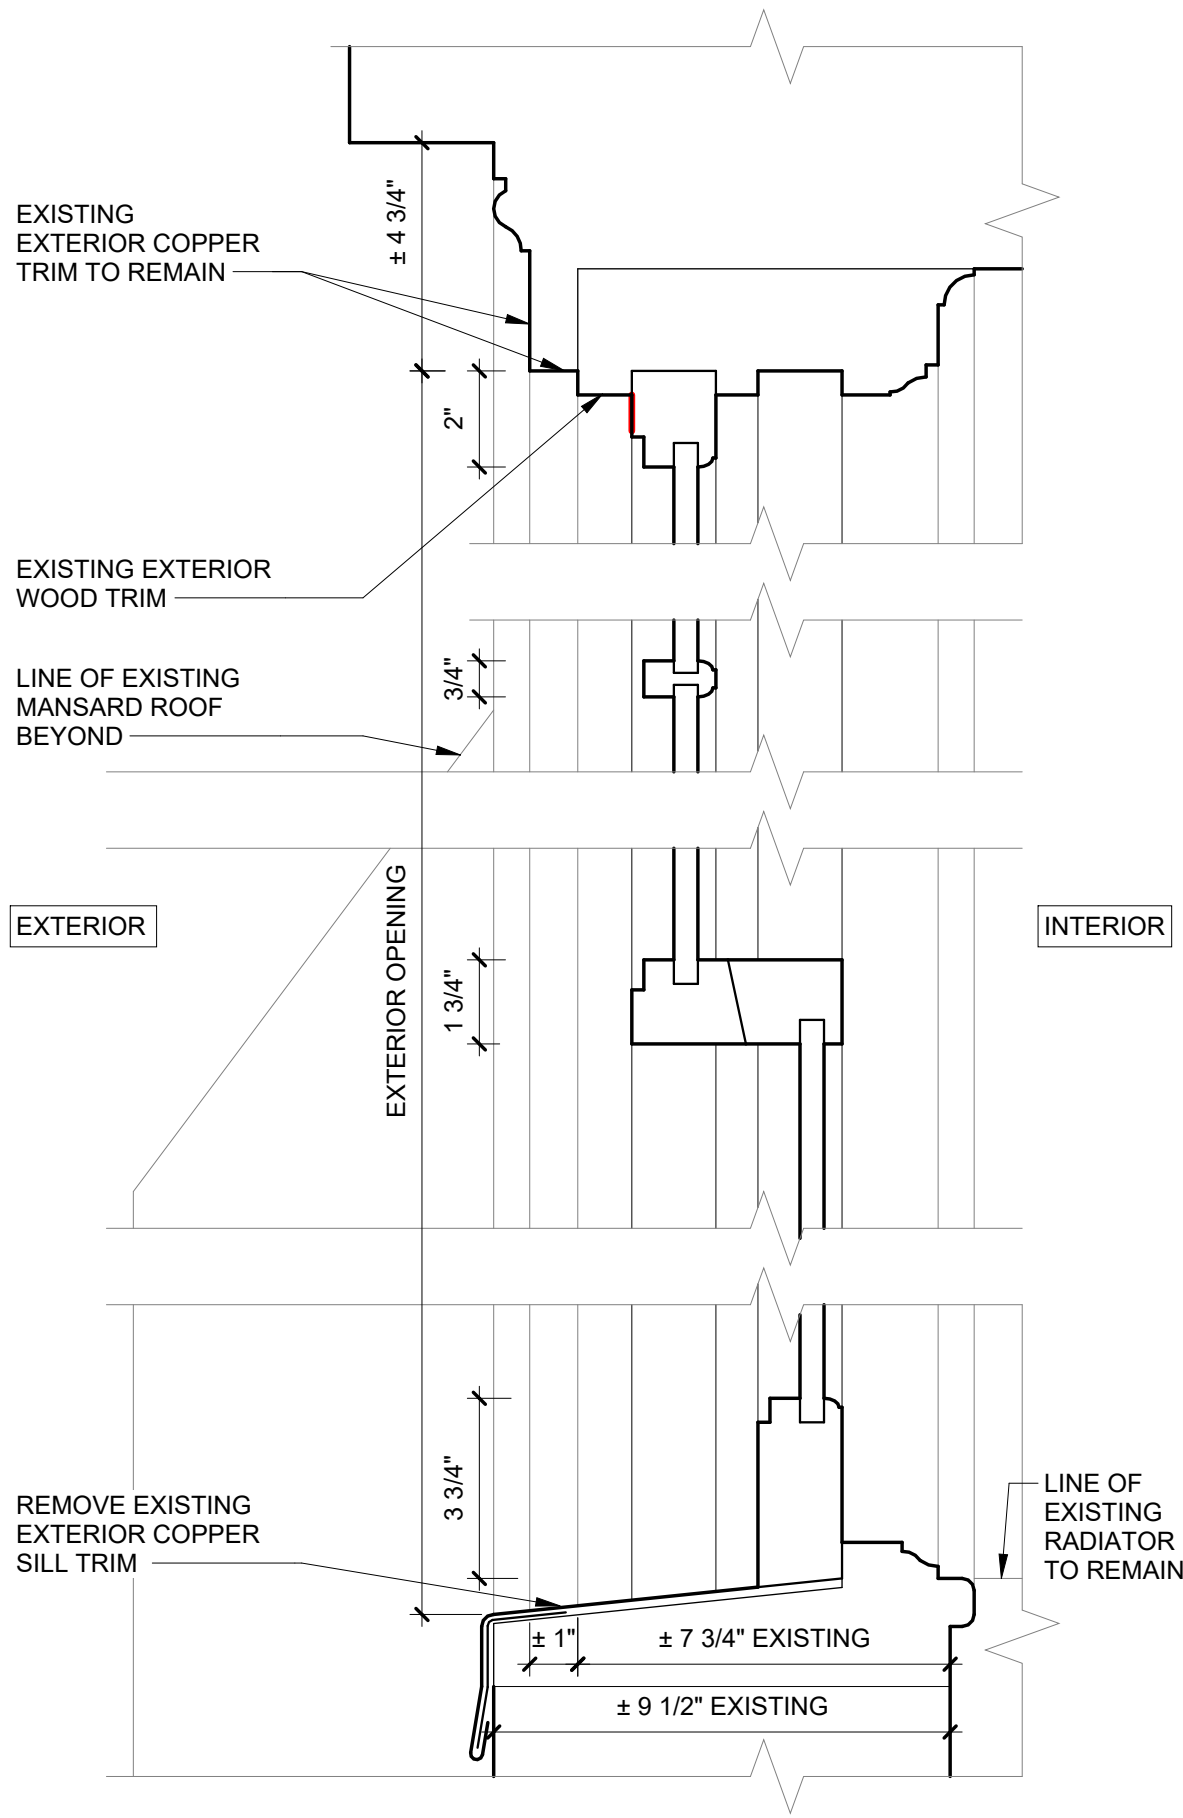 ± 4 3/4"
EXISTING
EXTERIOR COPPER
TRIM TO REMAIN
2"
EXISTING EXTERIOR
WOOD TRIM
3/4"
LINE OF EXISTING
MANSARD ROOF
BEYOND
EXTERIOR
EXTERIOR OPENING
1 3/4"
INTERIOR
3 3/4"
REMOVE EXISTING
EXTERIOR COPPER
SILL TRIM
LINE OF
EXISTING
RADIATOR
TO REMAIN
± 1"
± 7 3/4" EXISTING
± 9 1/2" EXISTING